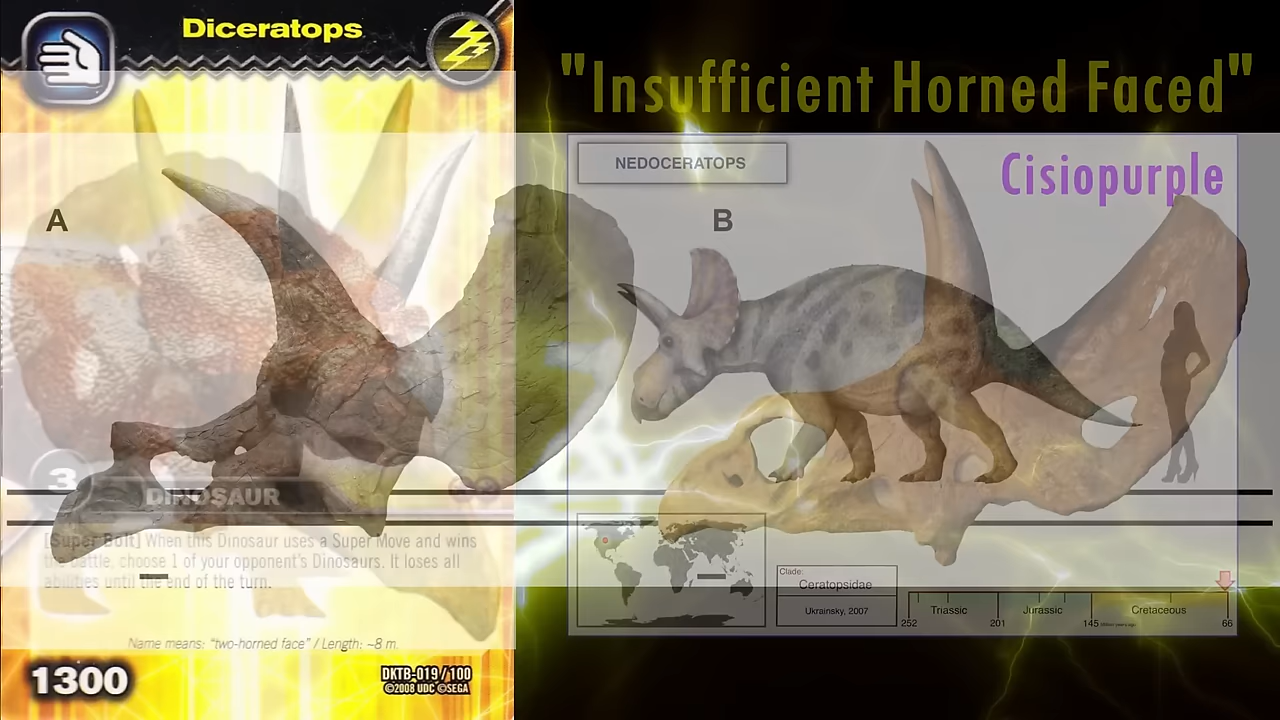 Diceratops
"Insufficient Horned Faced"
NEDOCERATOPS
Cisiopurple
A
B
3
DINOSAUR
[Super Bolt] When this Dinosaur uses a Super Move and wins
the battle, choose 1 of your opponent's Dinosaurs. It loses all
abilities until the end of the turn.
Name means: "two-horned face" / Length: ~8 m.
1300
DKTB-019/100
©2008 UDC ©SEGA
Clade:
Ceratopsidae
Ukrainsky, 2007
Triassic
Jurassic
Cretaceous
252
201
145
66